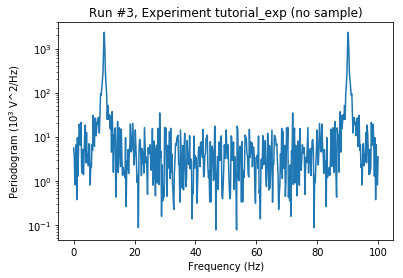 Run #3, Experiment tutorial_exp (no sample)
Periodogram (10³ V^2/Hz)
10³
10²
10¹
10⁰
10⁻¹
0 20 40 60 80 100
Frequency (Hz)